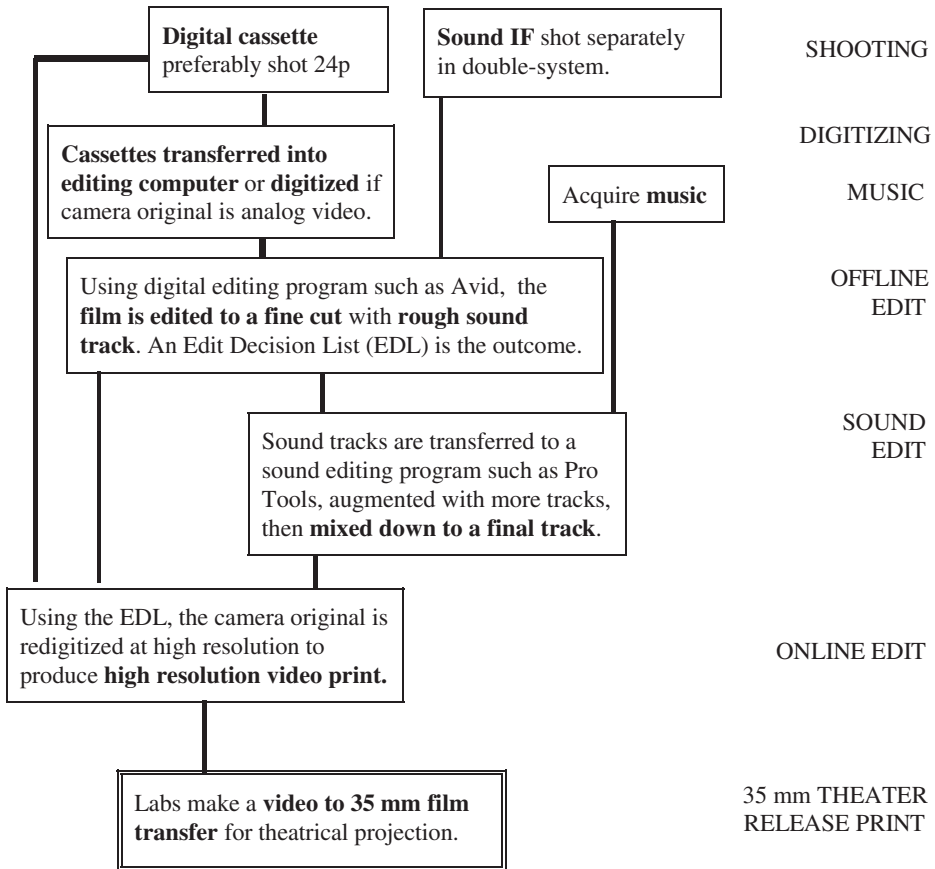 Digital cassette
preferably shot 24p
Sound IF shot separately
in double-system.
SHOOTING
DIGITIZING
Cassettes transferred into
editing computer or digitized if
camera original is analog video.
Acquire music
MUSIC
Using digital editing program such as Avid, the
film is edited to a fine cut with rough sound
track. An Edit Decision List (EDL) is the outcome.
OFFLINE
EDIT
Sound tracks are transferred to a
sound editing program such as Pro
Tools, augmented with more tracks,
then mixed down to a final track.
SOUND
EDIT
Using the EDL, the camera original is
redigitized at high resolution to
produce high resolution video print.
ONLINE EDIT
Labs make a video to 35 mm film
transfer for theatrical projection.
35 mm THEATER
RELEASE PRINT